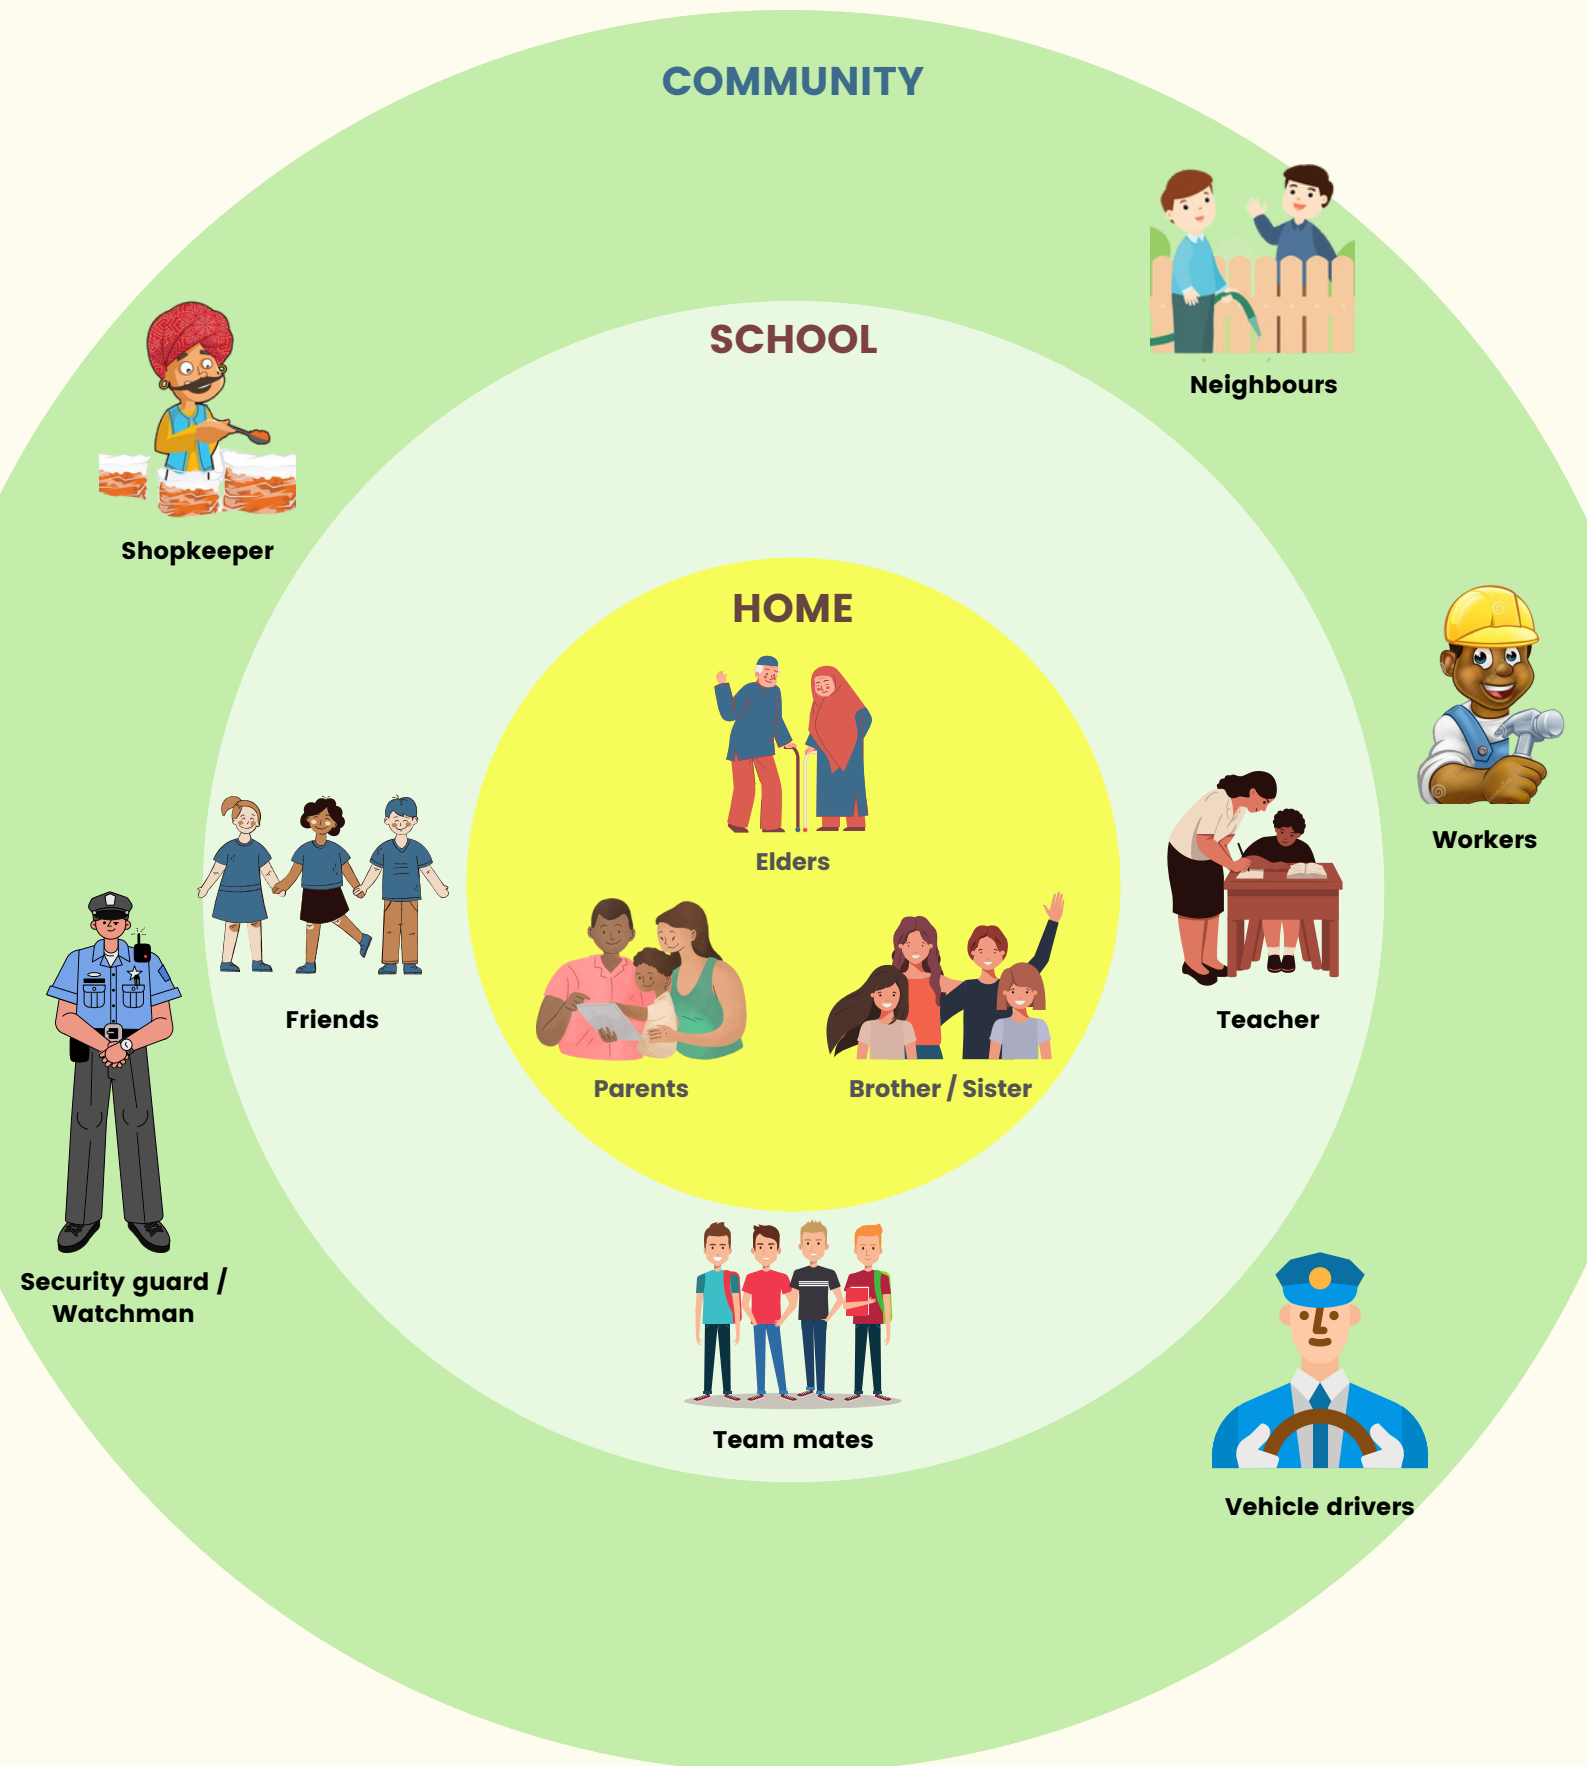 COMMUNITY
Neighbours
SCHOOL
Shopkeeper
HOME
Workers
Elders
Friends
Teacher
Parents
Brother / Sister
Security guard /
Watchman
Team mates
Vehicle drivers